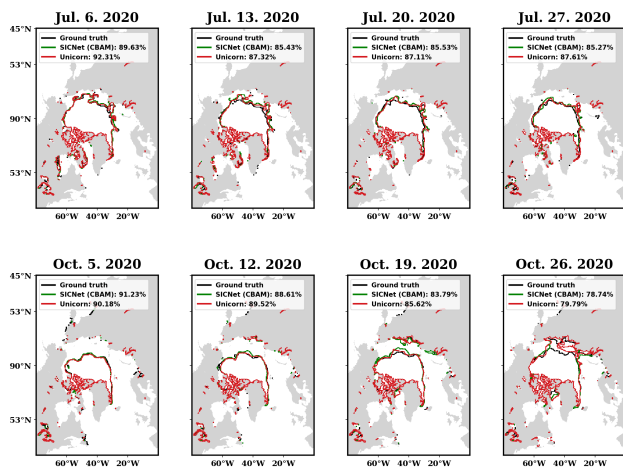 Jul. 6. 2020 Jul. 13. 2020 Jul. 20. 2020 Jul. 27. 2020
45°N
Ground truth
SICNet (CBAM): 89.63%
Unicorn: 92.31%
Ground truth
SICNet (CBAM): 85.43%
Unicorn: 87.32%
Ground truth
SICNet (CBAM): 85.53%
Unicorn: 87.11%
Ground truth
SICNet (CBAM): 85.27%
Unicorn: 87.61%
53°N
90°N
53°N
60°W 40°W 20°W 60°W 40°W 20°W 60°W 40°W 20°W 60°W 40°W 20°W
Oct. 5. 2020 Oct. 12. 2020 Oct. 19. 2020 Oct. 26. 2020
45°N
Ground truth
SICNet (CBAM): 91.23%
Unicorn: 90.18%
Ground truth
SICNet (CBAM): 88.61%
Unicorn: 89.52%
Ground truth
SICNet (CBAM): 83.79%
Unicorn: 85.62%
Ground truth
SICNet (CBAM): 78.74%
Unicorn: 79.79%
53°N
90°N
53°N
60°W 40°W 20°W 60°W 40°W 20°W 60°W 40°W 20°W 60°W 40°W 20°W